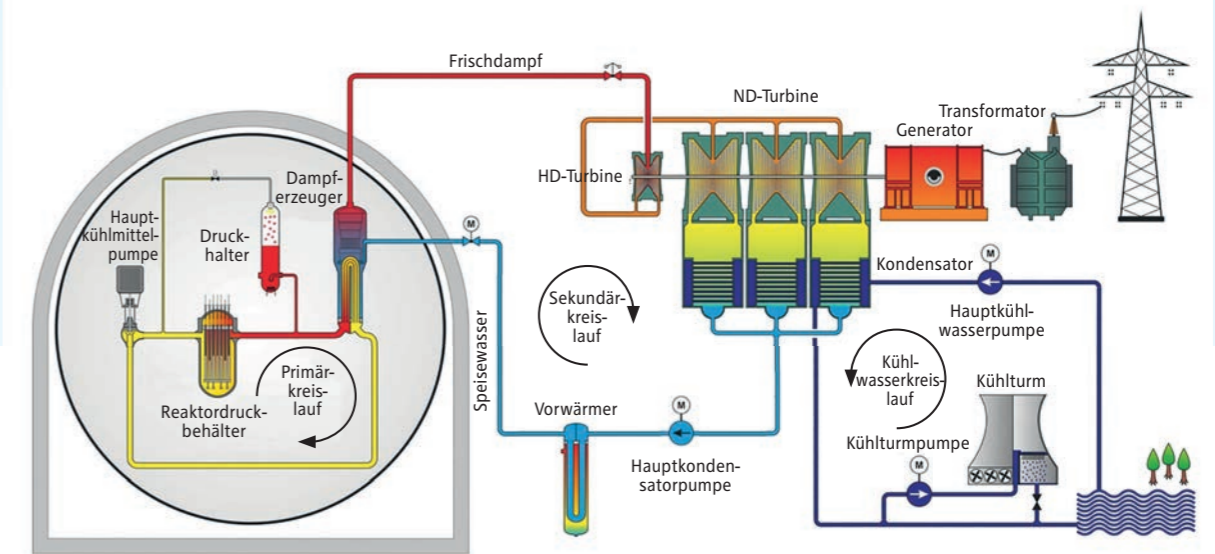 Frischdampf
ND-Turbine
Transformator
Generator
HD-Turbine
Dampf-
erzeuger
Haupt-
kühlmittel-
pumpe
Druck-
halter
M
Kondensator
M
Hauptkühl-
wasserpumpe
Sekundär-
kreis-
lauf
Speisewasser
Primär-
kreis-
lauf
Reaktordruck-
behälter
Kühl-
wasserkreis-
lauf
Kühlturm
Vorwärmer
M
Hauptkonden-
satorpumpe
Kühlturmpumpe
M